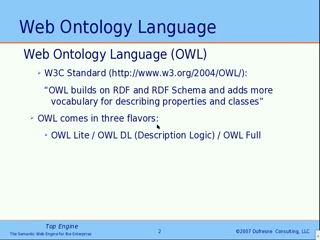 Web Ontology Language
Web Ontology Language (OWL)
W3C Standard (http://www.w3.org/2004/OWL/):
“OWL builds on RDF and RDF Schema and adds more
vocabulary for describing properties and classes”
OWL comes in three flavors:
OWL Lite / OWL DL (Description Logic) / OWL Full
Top Engine
The Semantic Web Engine for the Enterprise
2
©2007 Dufresne Consulting, LLC